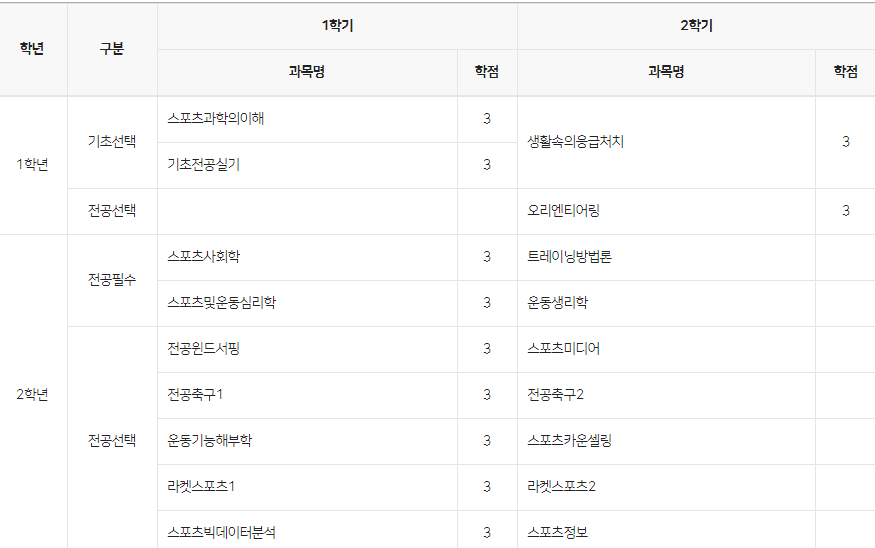 학년 구분 1학기 2학기
과목명 학점 과목명 학점
1학년 기초선택 스포츠과학의이해 3 생활속의응급처치 3
기초전공실기 3
전공선택 오리엔티어링 3
2학년 전공필수 스포츠사회학 3 트레이닝방법론
스포츠및운동심리학 3 운동생리학
전공선택 전공윈드서핑 3 스포츠미디어
전공축구1 3 전공축구2
운동기능해부학 3 스포츠카운셀링
라켓스포츠1 3 라켓스포츠2
스포츠빅데이터분석 3 스포츠정보